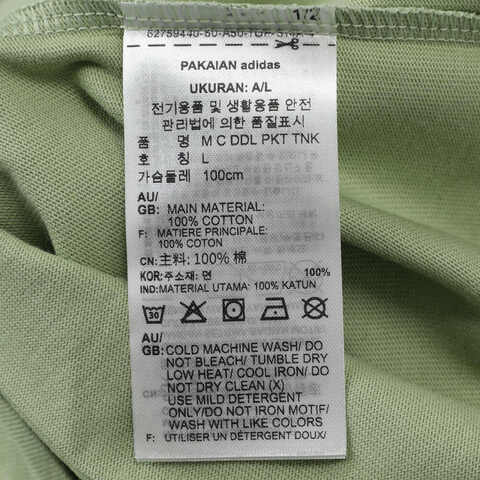 1/2
PAKAIAN adidas
UKURAN: A/L
전기용품 및 생활용품 안전
관리법에 의한 품질표시
품 명 M C DDL PKT TNK
호 칭 L
가슴둘레 100cm
AU/
GB: MAIN MATERIAL:
100% COTTON
F: MATIERE PRINCIPALE:
100% COTON
CN: 主料: 100% 棉
KOR: 주소재: 면 100%
IND: MATERIAL UTAMA: 100% KATUN
30
AU/
GB: COLD MACHINE WASH/ DO
NOT BLEACH/ TUMBLE DRY
LOW HEAT/ COOL IRON/ DO
NOT DRY CLEAN (X)
USE MILD DETERGENT
ONLY/DO NOT IRON MOTIF/
WASH WITH LIKE COLORS
F: UTILISER UN DÉTERGENT DOUX/